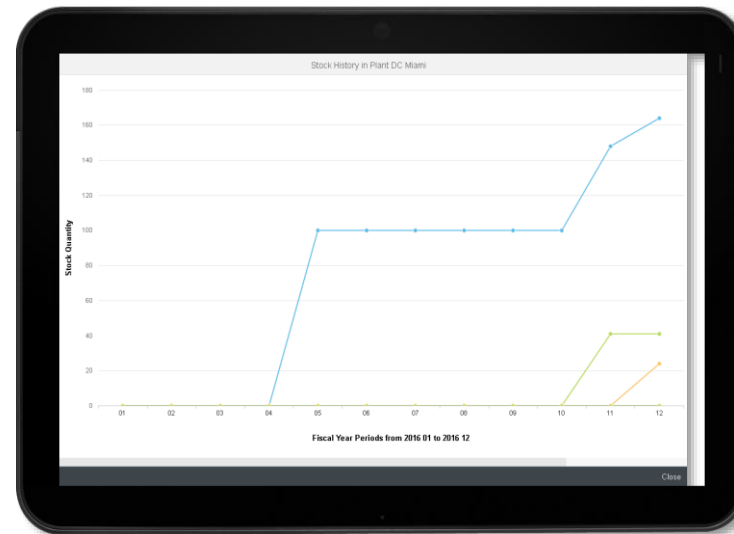 Stock History in Plant DC Miami
180
160
140
120
100
80
60
40
20
0
Stock Quantity
01 02 03 04 05 06 07 08 09 10 11 12
Fiscal Year Periods from 2016 01 to 2016 12
Close